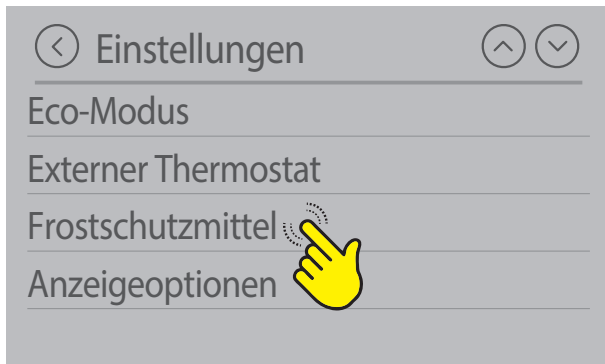 Einstellungen
Eco-Modus
Externer Thermostat
Frostschutzmittel
Anzeigeoptionen